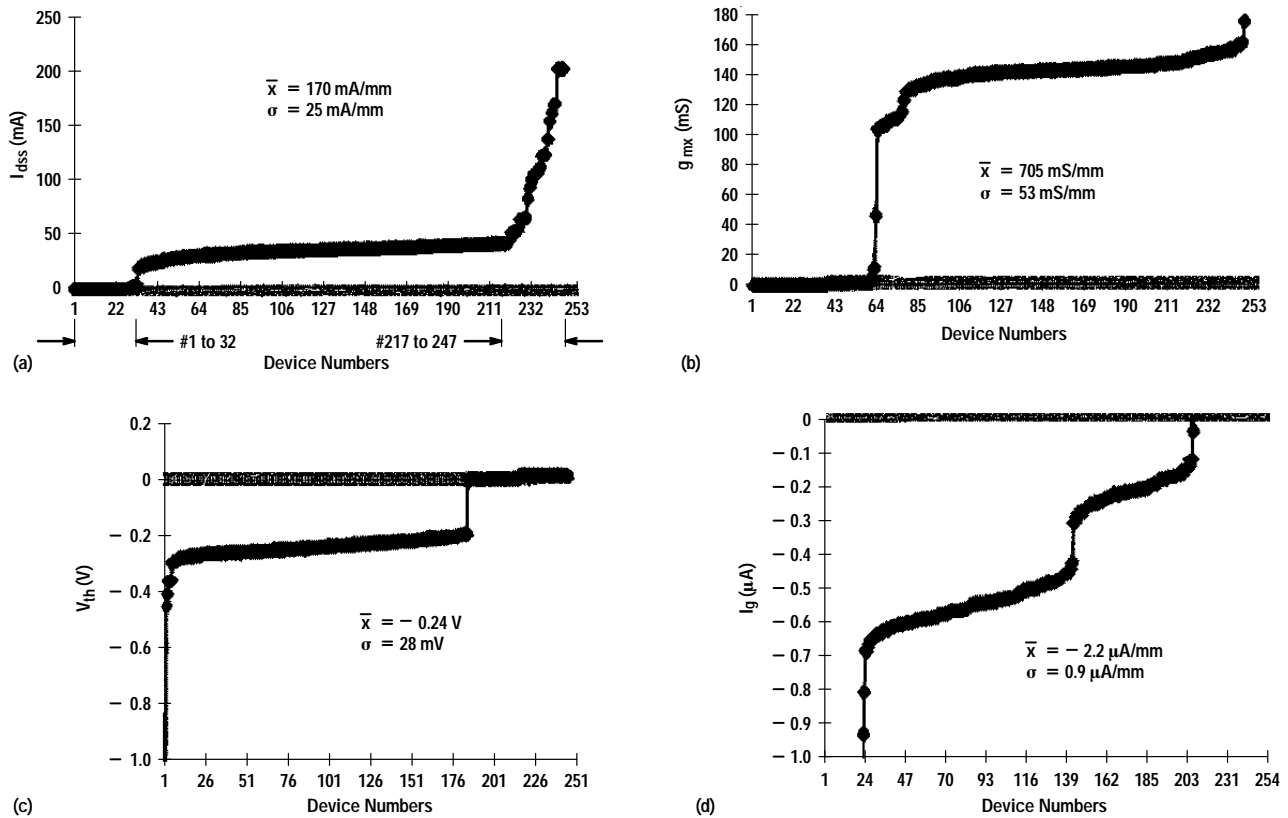 250
200
150
100
50
0
I_dss (mA)
x̄ = 170 mA/mm
σ = 25 mA/mm
1 22 43 64 85 106 127 148 169 190 211 232 253
#1 to 32 #217 to 247
Device Numbers
(a)
180
160
140
120
100
80
60
40
20
0
g_mx (mS)
x̄ = 705 mS/mm
σ = 53 mS/mm
1 22 43 64 85 106 127 148 169 190 211 232 253
Device Numbers
(b)
0.2
0
− 0.2
− 0.4
− 0.6
− 0.8
− 1.0
V_th (V)
x̄ = − 0.24 V
σ = 28 mV
1 26 51 76 101 126 151 176 201 226 251
Device Numbers
(c)
0
− 0.1
− 0.2
− 0.3
− 0.4
− 0.5
− 0.6
− 0.7
− 0.8
− 0.9
− 1.0
I_g (μA)
x̄ = − 2.2 μA/mm
σ = 0.9 μA/mm
1 24 47 70 93 116 139 162 185 203 231 254
Device Numbers
(d)